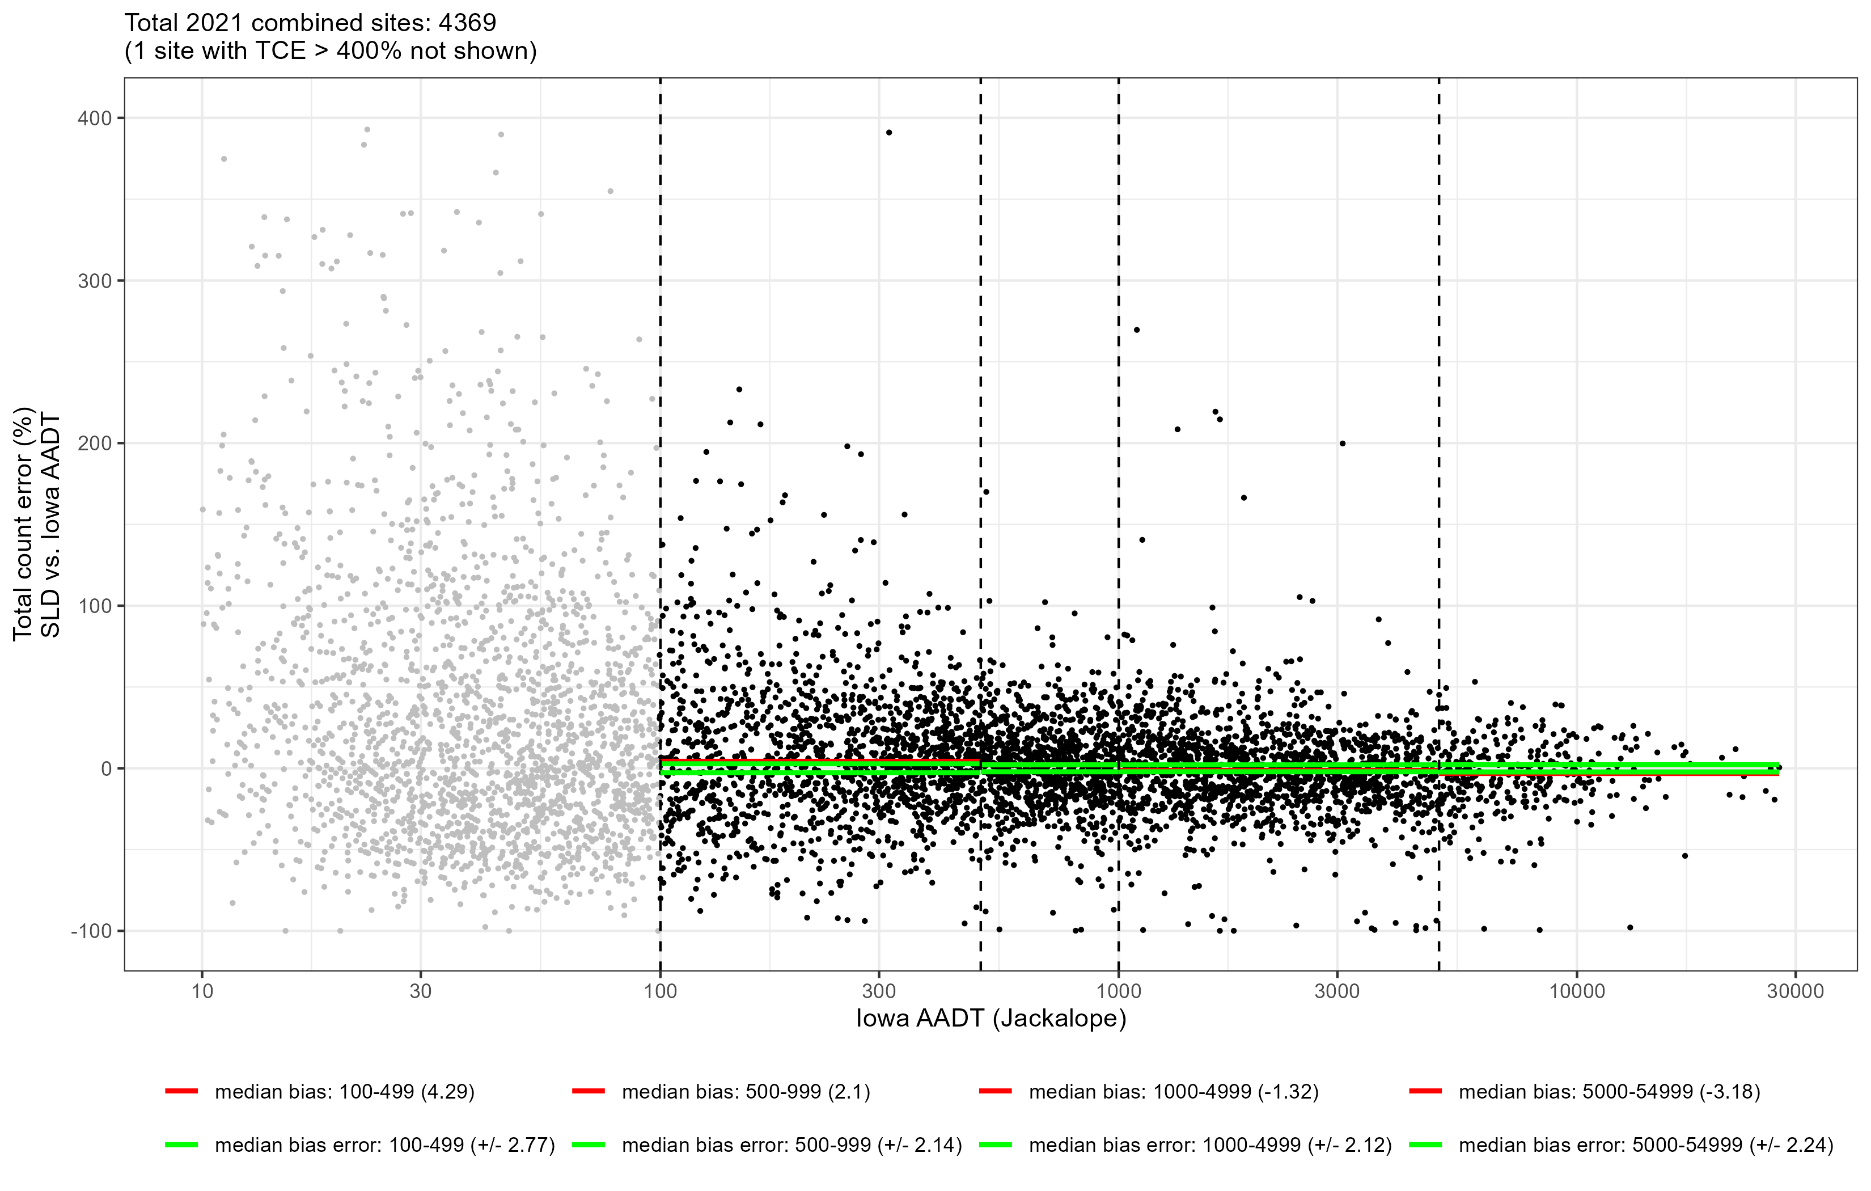 Total 2021 combined sites: 4369
(1 site with TCE > 400% not shown)
Total count error (%)
SLD vs. Iowa AADT
400
300
200
100
0
-100
10
30
100
300
1000
3000
10000
30000
Iowa AADT (Jackalope)
median bias: 100-499 (4.29)
median bias: 500-999 (2.1)
median bias: 1000-4999 (-1.32)
median bias: 5000-54999 (-3.18)
median bias error: 100-499 (+/- 2.77)
median bias error: 500-999 (+/- 2.14)
median bias error: 1000-4999 (+/- 2.12)
median bias error: 5000-54999 (+/- 2.24)